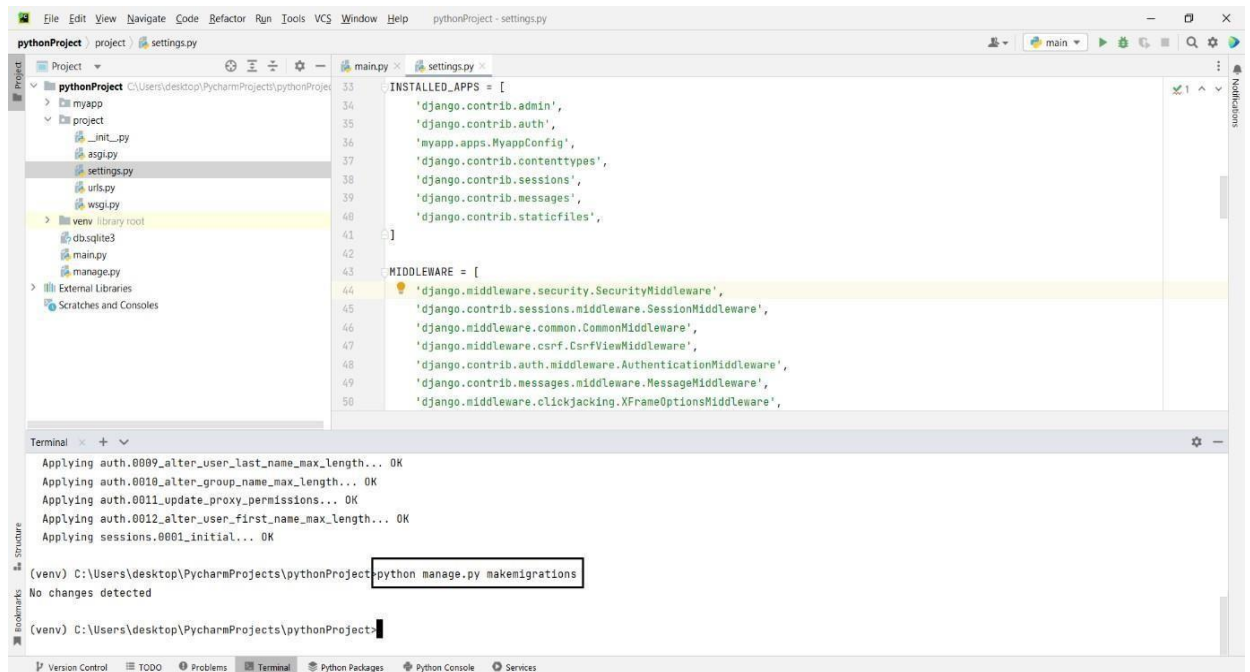 File Edit View Navigate Code Refactor Run Tools VCS Window Help pythonProject - settings.py
pythonProject project settings.py
main
Project
main.py settings.py
pythonProject C:\Users\desktop\PycharmProjects\pythonProjec
myapp
project
__init__.py
asgi.py
settings.py
urls.py
wsgi.py
venv library root
db.sqlite3
main.py
manage.py
External Libraries
Scratches and Consoles
33 INSTALLED_APPS = [
34 'django.contrib.admin',
35 'django.contrib.auth',
36 'myapp.apps.MyappConfig',
37 'django.contrib.contenttypes',
38 'django.contrib.sessions',
39 'django.contrib.messages',
40 'django.contrib.staticfiles',
41 ]
42
43 MIDDLEWARE = [
44 'django.middleware.security.SecurityMiddleware',
45 'django.contrib.sessions.middleware.SessionMiddleware',
46 'django.middleware.common.CommonMiddleware',
47 'django.middleware.csrf.CsrfViewMiddleware',
48 'django.contrib.auth.middleware.AuthenticationMiddleware',
49 'django.contrib.messages.middleware.MessageMiddleware',
50 'django.middleware.clickjacking.XFrameOptionsMiddleware',
1
Project
Notifications
Terminal
Applying auth.0009_alter_user_last_name_max_length... OK
Applying auth.0010_alter_group_name_max_length... OK
Applying auth.0011_update_proxy_permissions... OK
Applying auth.0012_alter_user_first_name_max_length... OK
Applying sessions.0001_initial... OK
(venv) C:\Users\desktop\PycharmProjects\pythonProject>python manage.py makemigrations
No changes detected
(venv) C:\Users\desktop\PycharmProjects\pythonProject>
Structure
Bookmarks
Version Control TODO Problems Terminal Python Packages Python Console Services